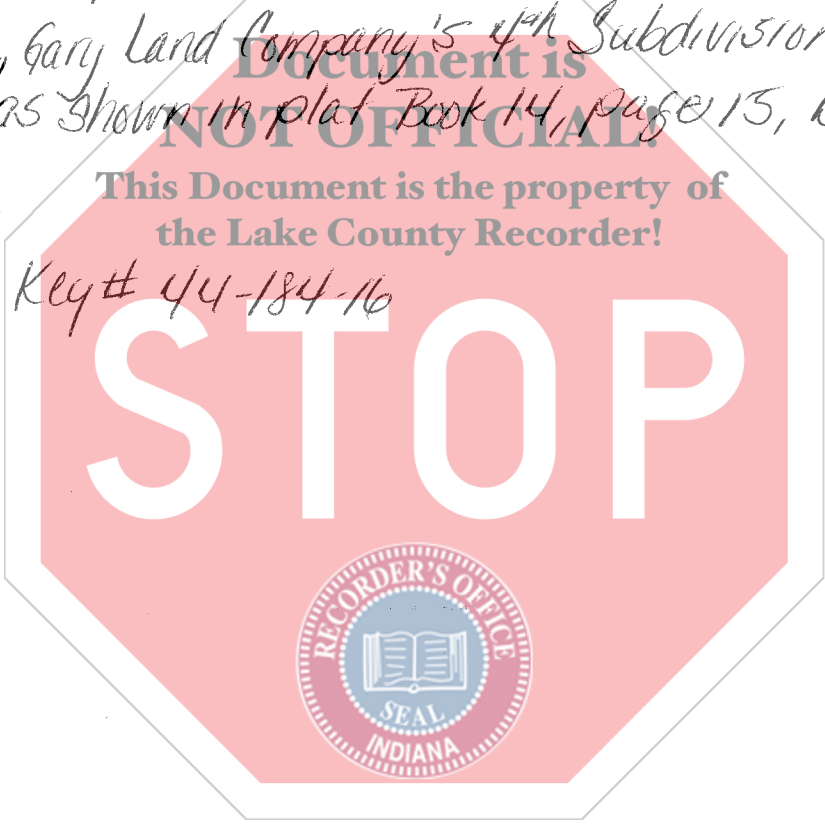 Gary Land Company's 4th Subdivision
Document is
as shown in plat Book 14, page 15,
NOT OFFICIAL!
This Document is the property of
the Lake County Recorder!
Key# 44-184-16
STOP
RECORDER'S OFFICE
SEAL
INDIANA